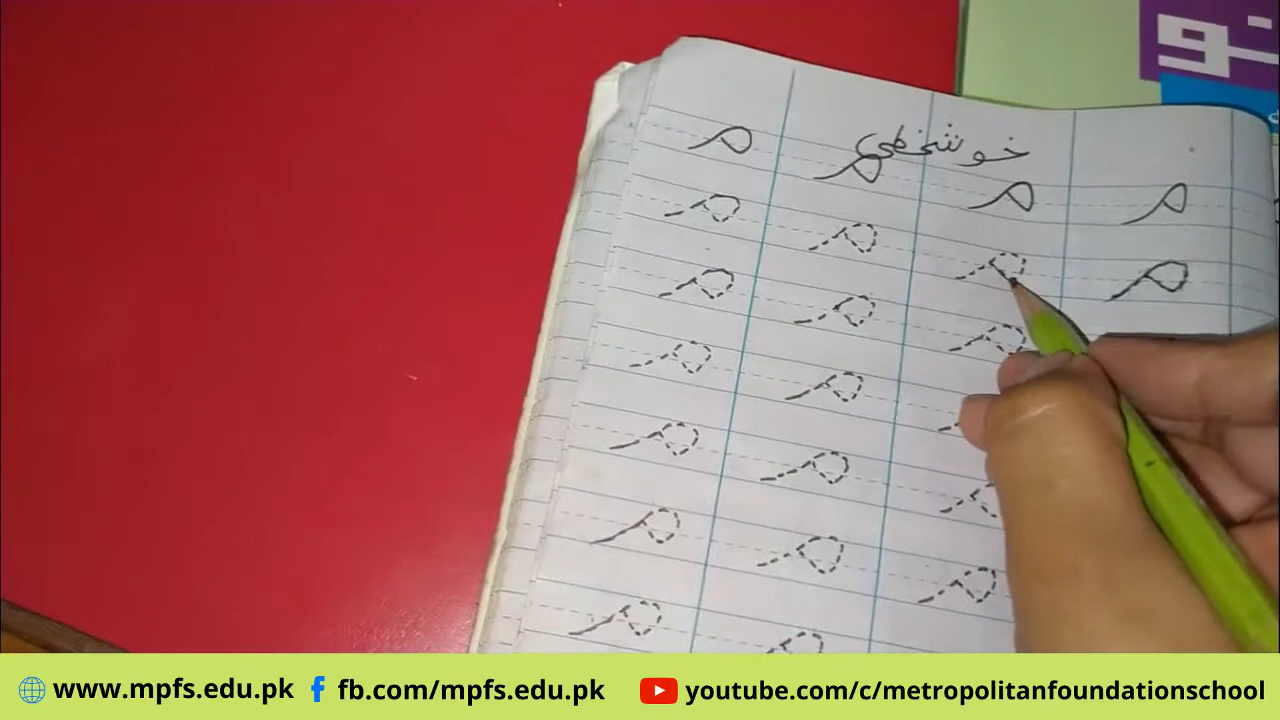 خوشخطی
م م م م
م م م م
م م م
م م
م م
م م م
م م
www.mpfs.edu.pk fb.com/mpfs.edu.pk youtube.com/c/metropolitanfoundationschool